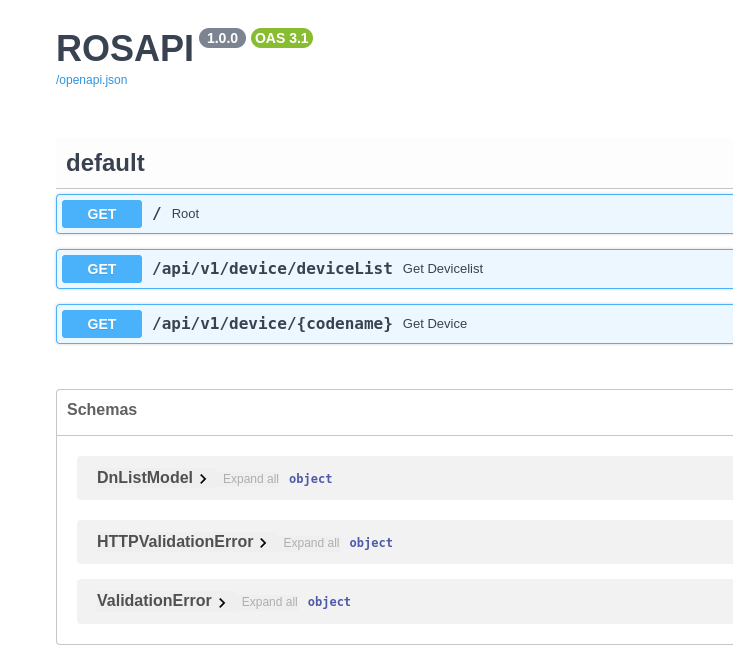 ROSAPI 1.0.0 OAS 3.1
/openapi.json
default
GET / Root
GET /api/v1/device/deviceList Get Devicelist
GET /api/v1/device/{codename} Get Device
Schemas
DnListModel Expand all object
HTTPValidationError Expand all object
ValidationError Expand all object